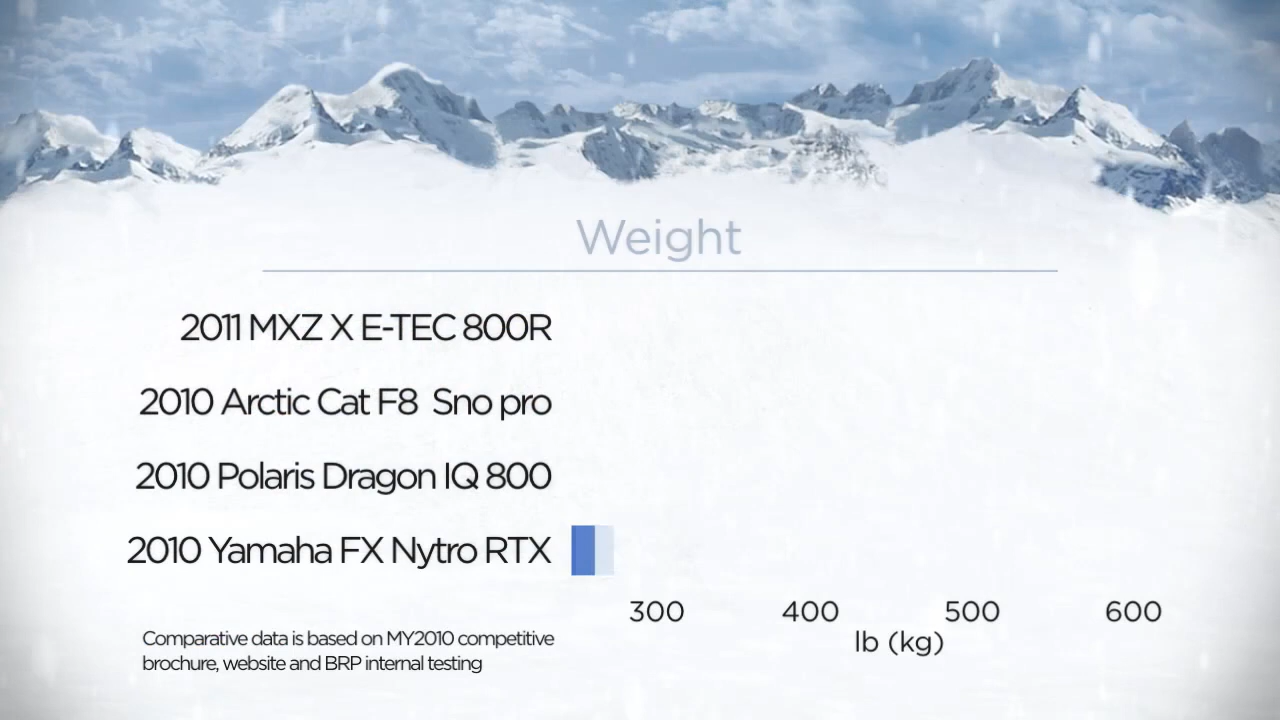 Weight
2011 MXZ X E-TEC 800R
2010 Arctic Cat F8 Sno pro
2010 Polaris Dragon IQ 800
2010 Yamaha FX Nytro RTX
300 400 500 600
lb (kg)
Comparative data is based on MY2010 competitive
brochure, website and BRP internal testing